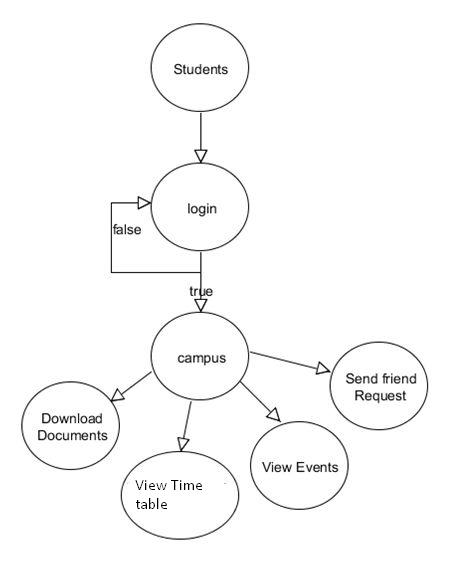 Students
login
false
true
campus
Send friend
Request
Download
Documents
View Events
View Time
table